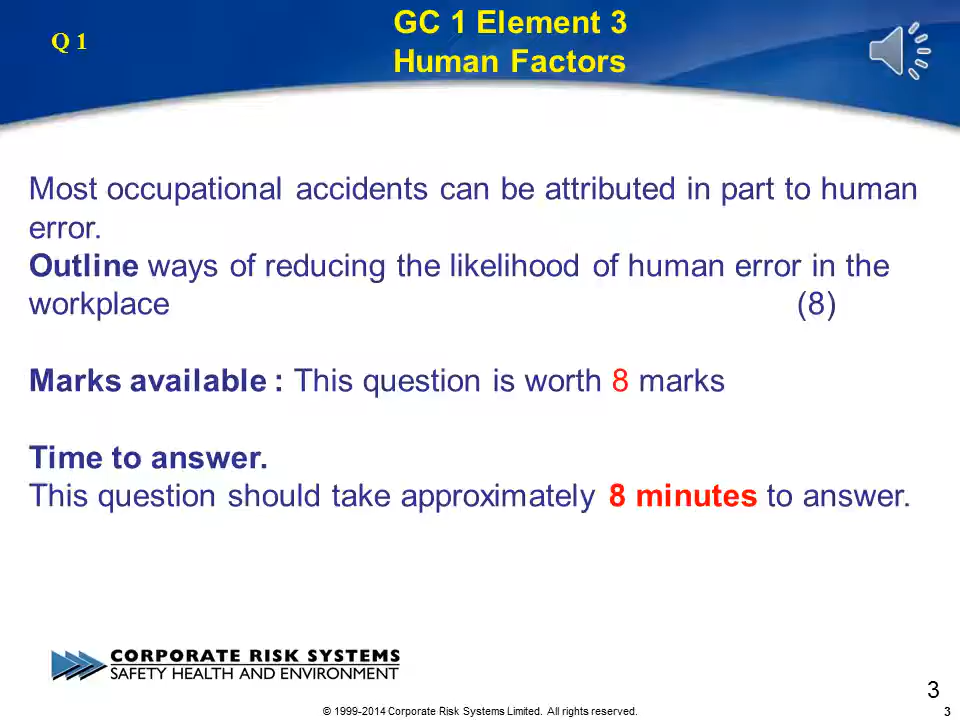 Q 1
GC 1 Element 3
Human Factors
Most occupational accidents can be attributed in part to human
error.
Outline ways of reducing the likelihood of human error in the
workplace (8)
Marks available : This question is worth 8 marks
Time to answer.
This question should take approximately 8 minutes to answer.
CORPORATE RISK SYSTEMS
SAFETY HEALTH AND ENVIRONMENT
3
© 1999-2014 Corporate Risk Systems Limited. All rights reserved. 3